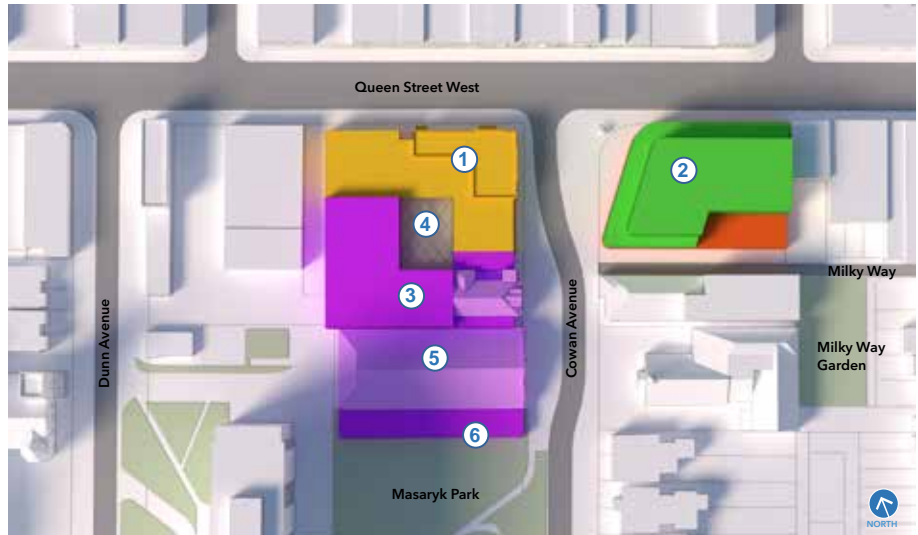 Queen Street West
1
2
4
Milky Way
3
Dunn Avenue
Cowan Avenue
Milky Way
Garden
5
6
Masaryk Park
NORTH